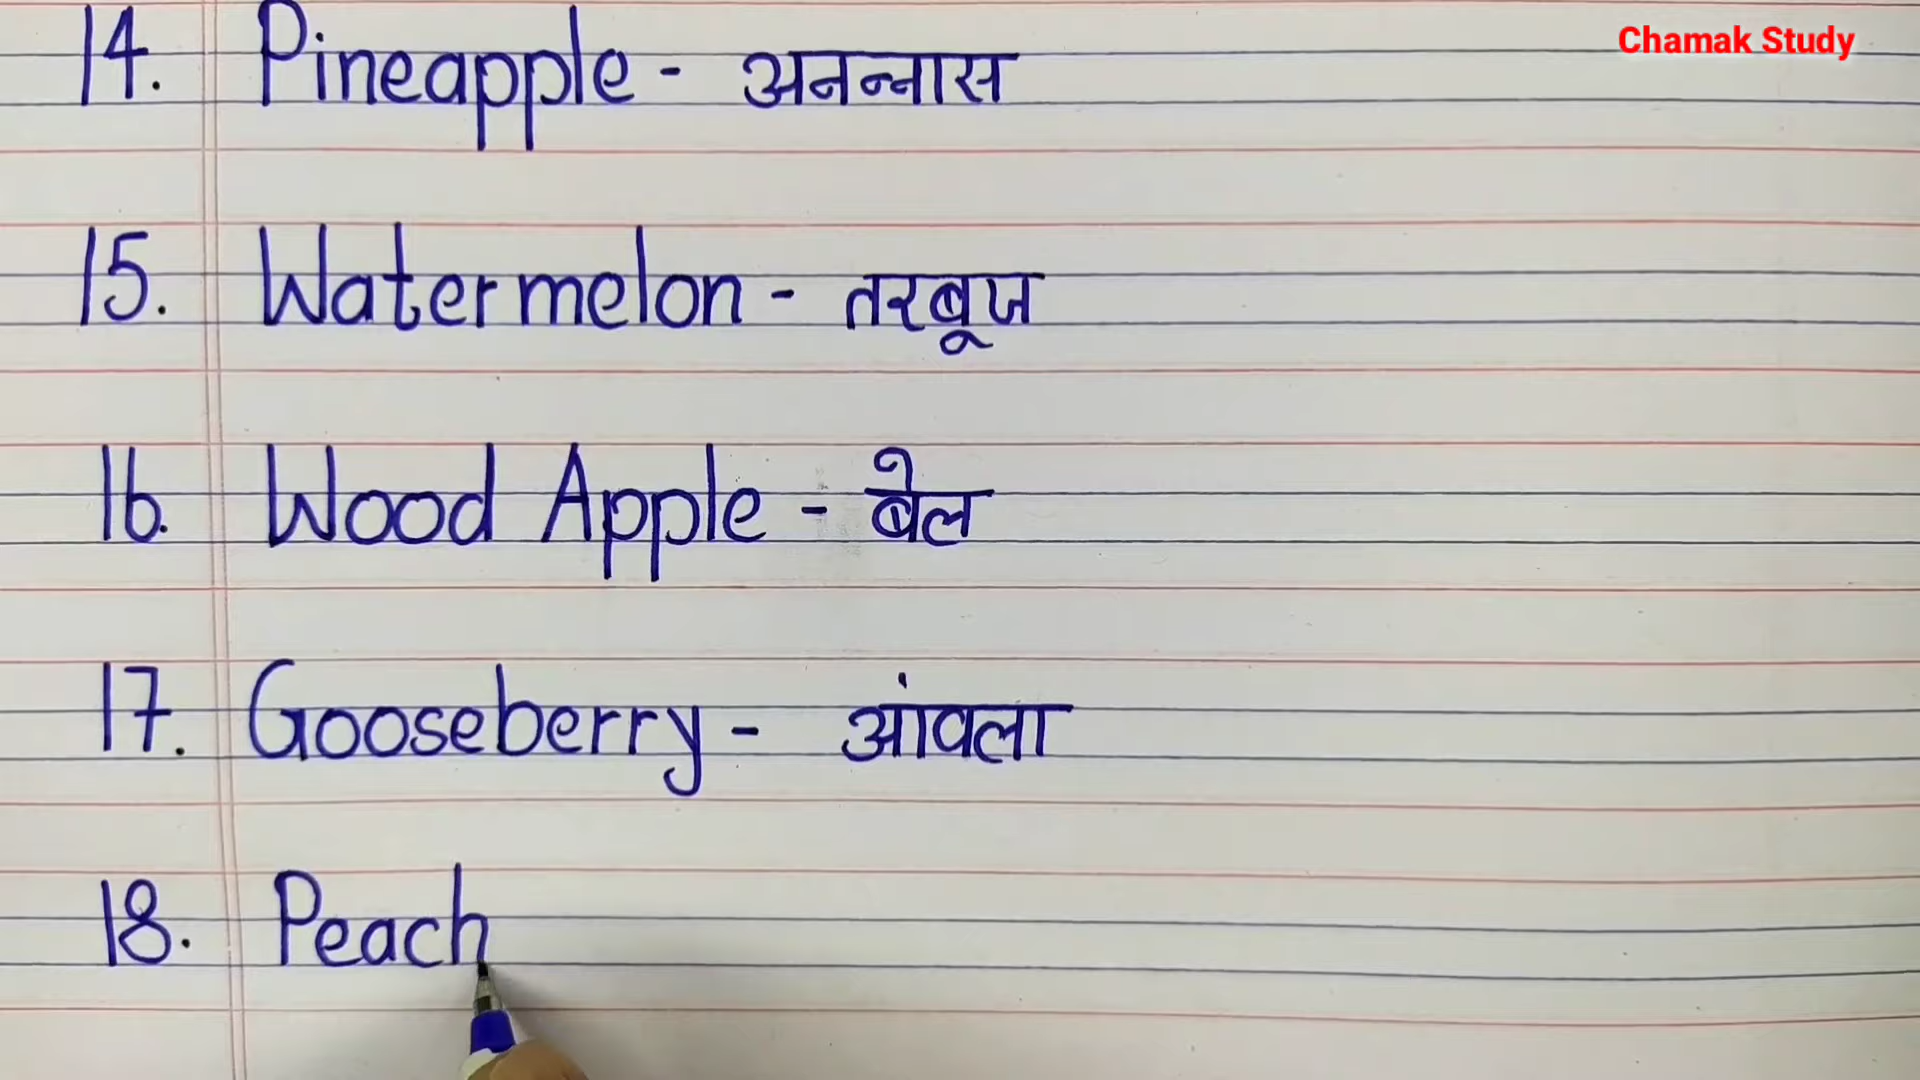 Chamak Study
14. Pineapple - अनन्नास
15. Watermelon - तरबूज
16. Wood Apple - बेल
17. Gooseberry - आंवला
18. Peach